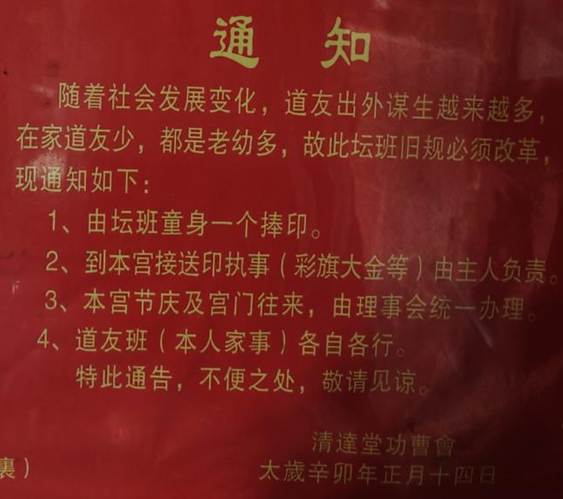 通知
随着社会发展变化，道友出外谋生越来越多，
在家道友少，都是老幼多，故此坛班旧规必须改革，
现通知如下：
1、由坛班童身一个捧印。
2、到本宫接送印执事（彩旗大金等）由主人负责。
3、本宫节庆及宫门往来，由理事会统一办理。
4、道友班（本人家事）各自各行。
特此通告，不便之处，敬请见谅。
清達堂功曹會
裏）
太歲辛卯年正月十四日